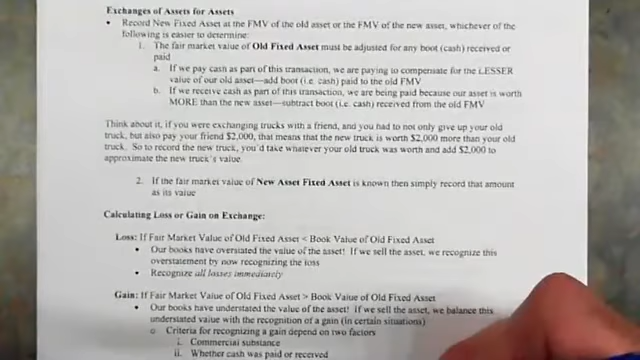 Exchanges of Assets for Assets
• Record New Fixed Asset at the FMV of the old asset or the FMV of the new asset, whichever of the
following is easier to determine:
1. The fair market value of Old Fixed Asset must be adjusted for any boot (cash) received or
paid
a. If we pay cash as part of this transaction, we are paying to compensate for the LESSER
value of our old asset—add boot (i.e. cash) paid to the old FMV
b. If we receive cash as part of this transaction, we are being paid because our asset is worth
MORE than the new asset—subtract boot (i.e. cash) received from the old FMV
Think about it, if you were exchanging trucks with a friend, and you had to not only give up your old
truck, but also pay your friend $2,000, that means that the new truck is worth $2,000 more than your old
truck. So to record the new truck, you'd take whatever your old truck was worth and add $2,000 to
approximate the new truck's value.
2. If the fair market value of New Asset Fixed Asset is known then simply record that amount
as its value
Calculating Loss or Gain on Exchange:
Loss: If Fair Market Value of Old Fixed Asset < Book Value of Old Fixed Asset
• Our books have overstated the value of the asset! If we sell the asset, we recognize this
overstatement by now recognizing the loss
• Recognize all losses immediately
Gain: If Fair Market Value of Old Fixed Asset > Book Value of Old Fixed Asset
• Our books have understated the value of the asset! If we sell the asset, we balance this
understated value with the recognition of a gain (in certain situations)
o Criteria for recognizing a gain depend on two factors
i. Commercial substance
ii. Whether cash was paid or received